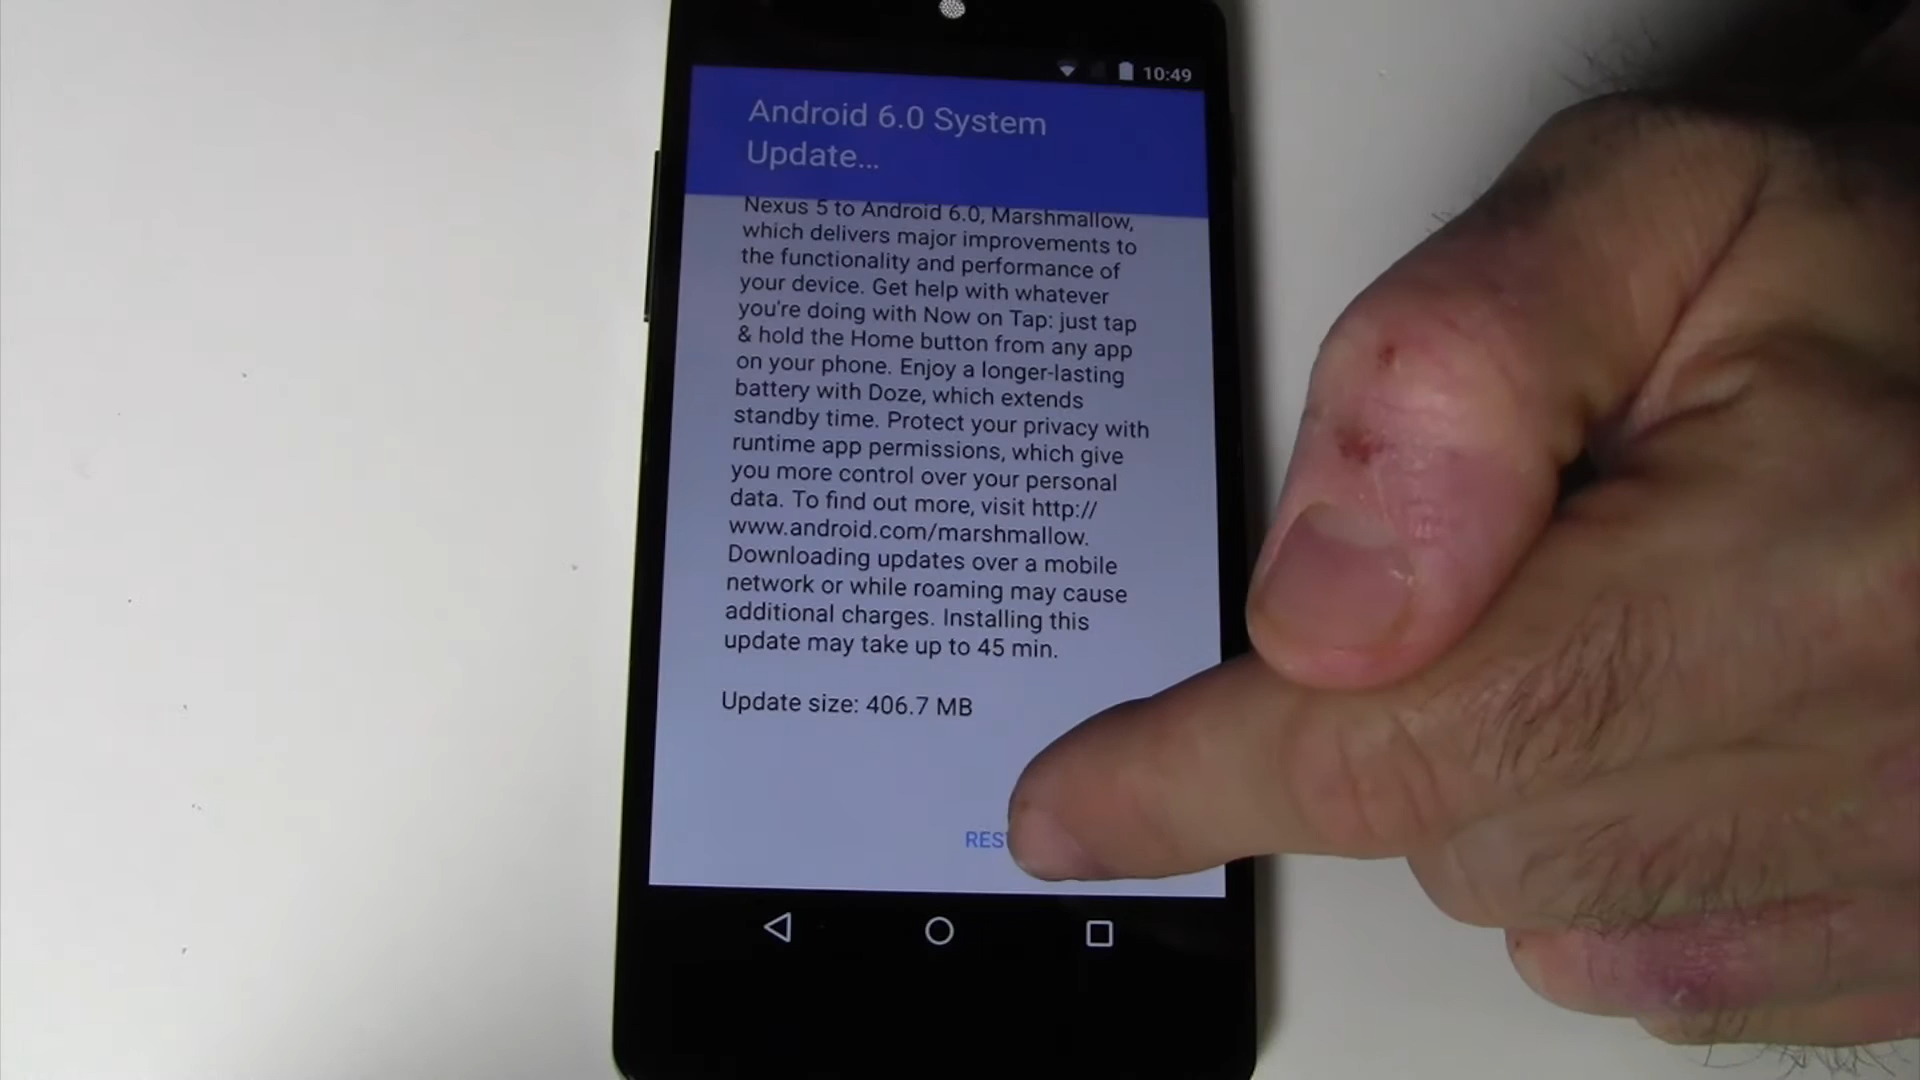 10:49
Android 6.0 System
Update...
Nexus 5 to Android 6.0, Marshmallow,
which delivers major improvements to
the functionality and performance of
your device. Get help with whatever
you're doing with Now on Tap: just tap
& hold the Home button from any app
on your phone. Enjoy a longer-lasting
battery with Doze, which extends
standby time. Protect your privacy with
runtime app permissions, which give
you more control over your personal
data. To find out more, visit http://
www.android.com/marshmallow.
Downloading updates over a mobile
network or while roaming may cause
additional charges. Installing this
update may take up to 45 min.
Update size: 406.7 MB